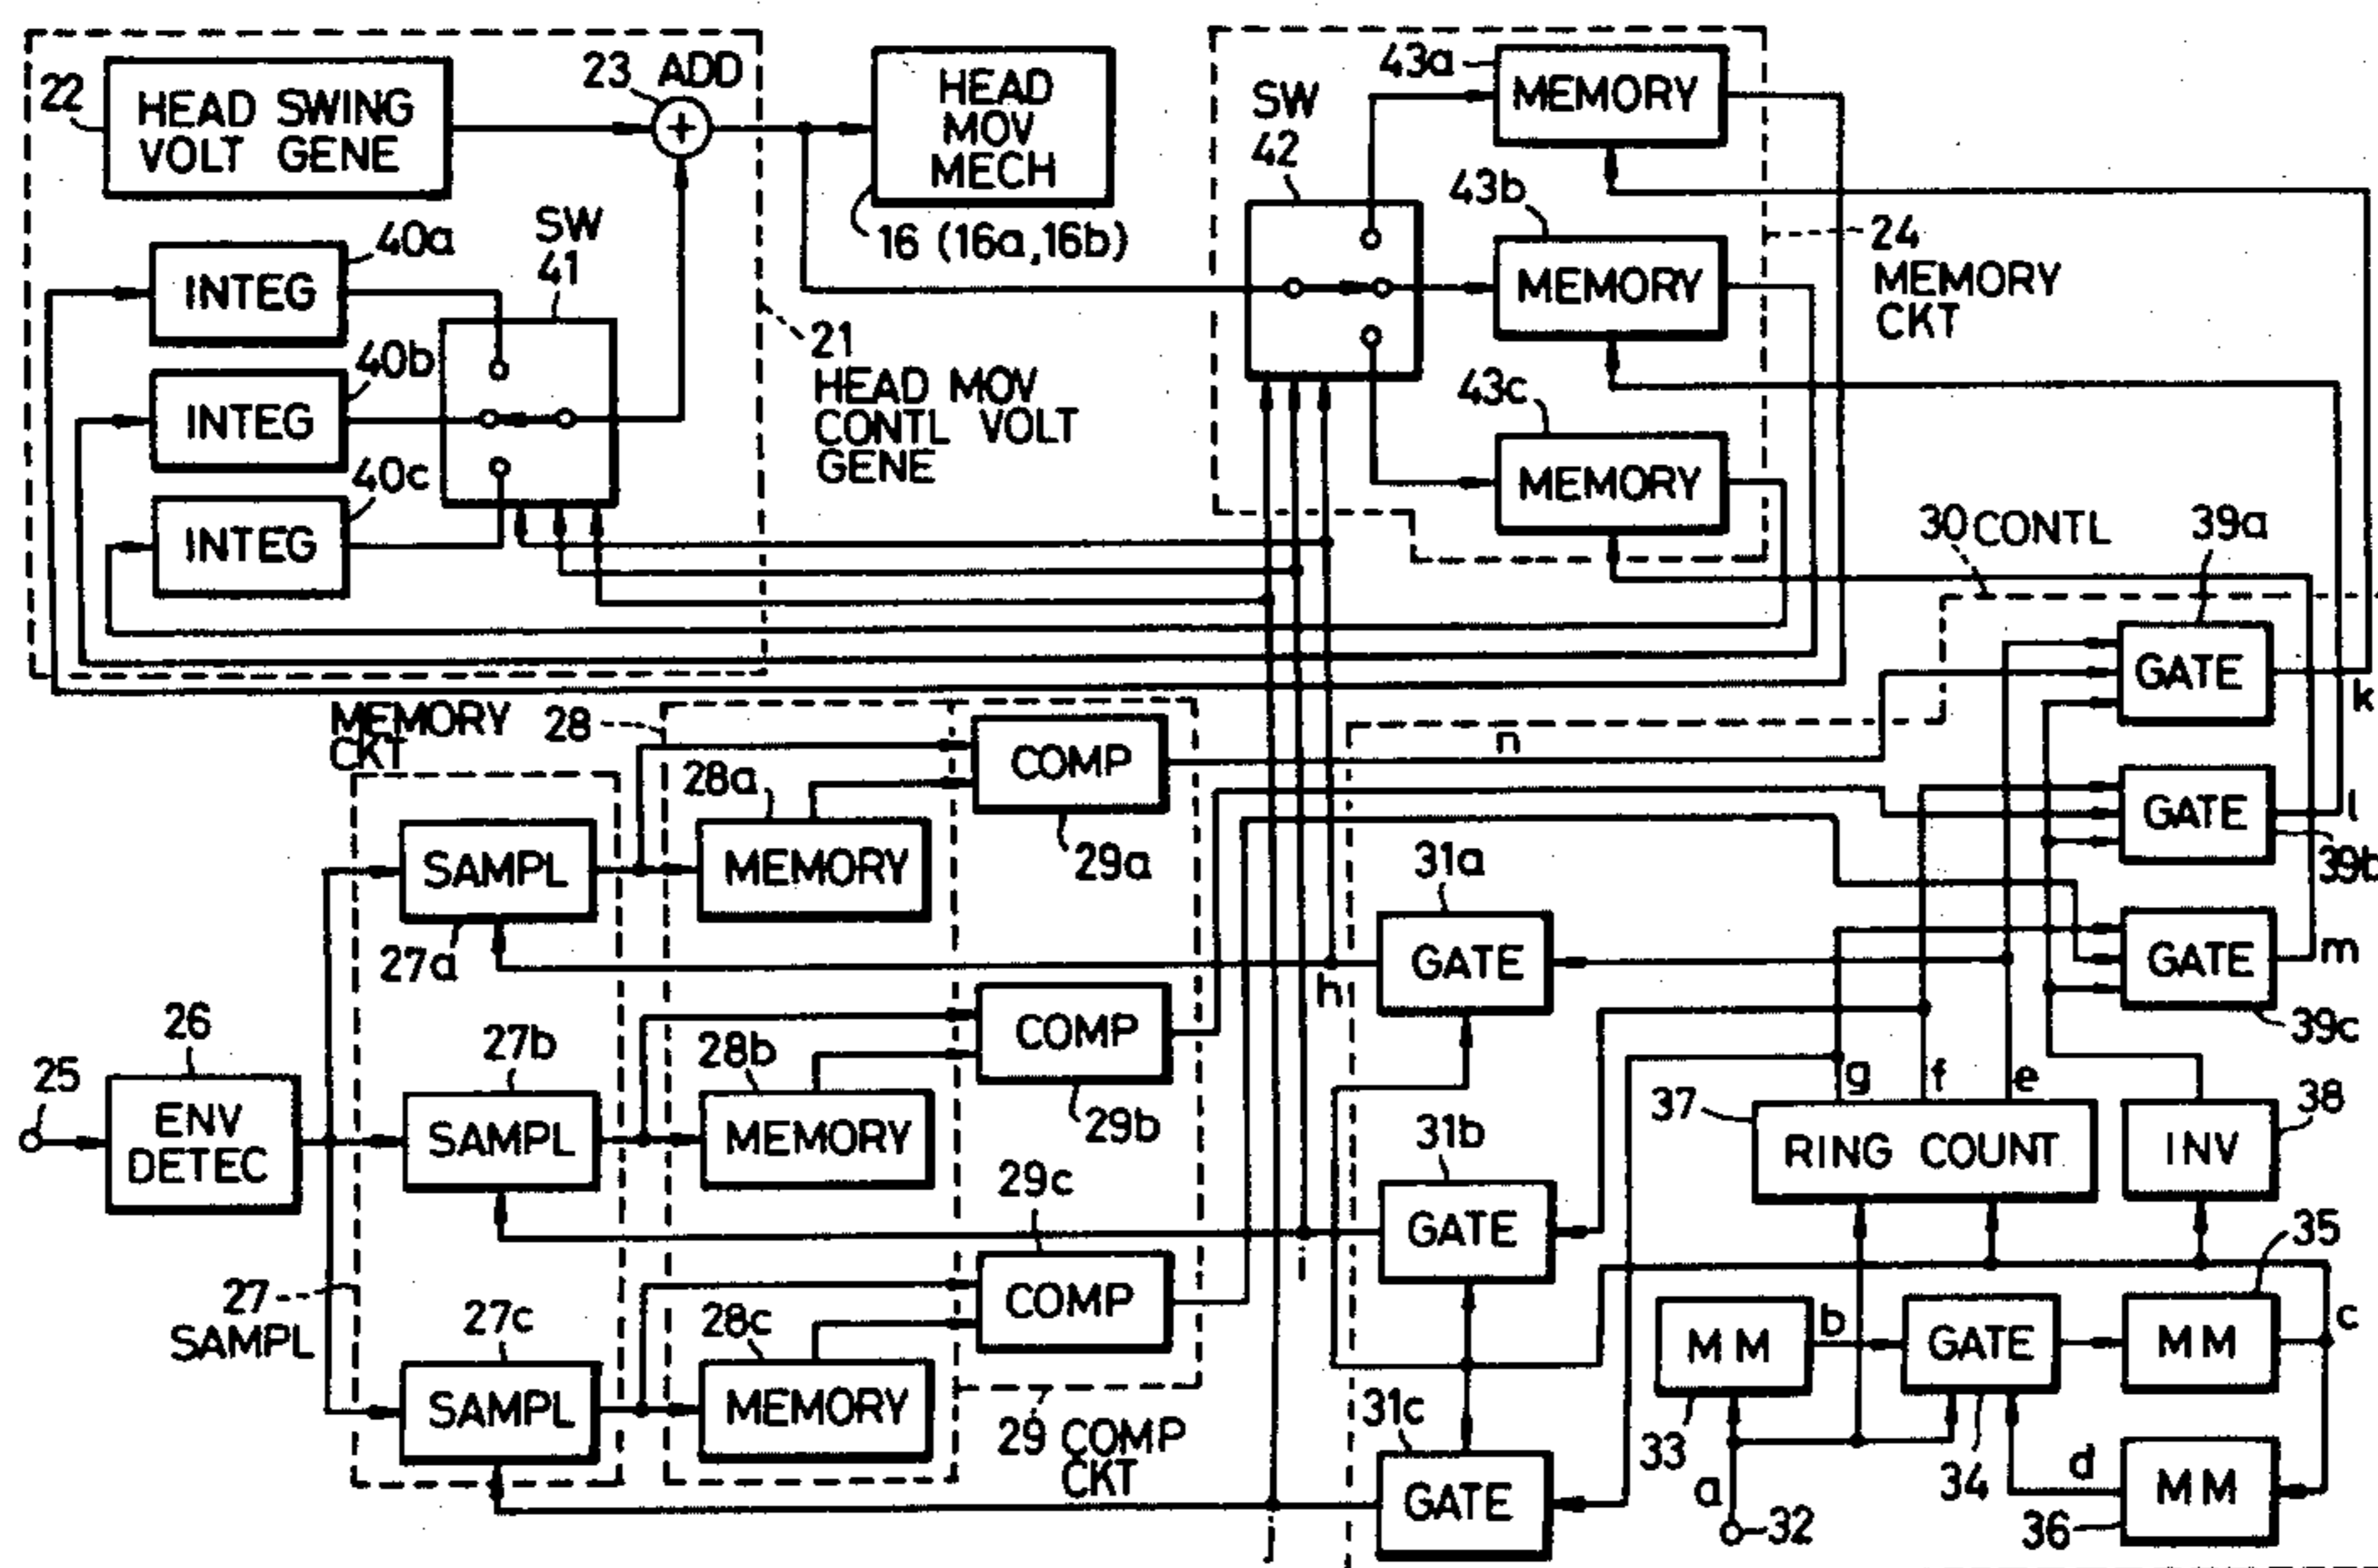 22
HEAD SWING
VOLT GENE
23 ADD
HEAD
MOV
MECH
16 (16a,16b)
SW
42
43a
MEMORY
43b
MEMORY
43c
MEMORY
24
MEMORY
CKT
40a
INTEG
40b
INTEG
40c
INTEG
SW
41
21
HEAD MOV
CONTL VOLT
GENE
30 CONTL
39a
GATE
k
GATE
l
39b
GATE
m
39c
MEMORY
CKT
28
n
28a
MEMORY
COMP
29a
27a
SAMPL
31a
GATE
h
25
26
ENV
DETEC
27b
SAMPL
28b
MEMORY
COMP
29b
31b
GATE
i
29c
COMP
27
SAMPL
27c
SAMPL
28c
MEMORY
29 COMP
CKT
31c
GATE
j
g
f
e
37
RING COUNT
38
INV
35
MM
b
GATE
MM
c
33
34
a
32
d
MM
36